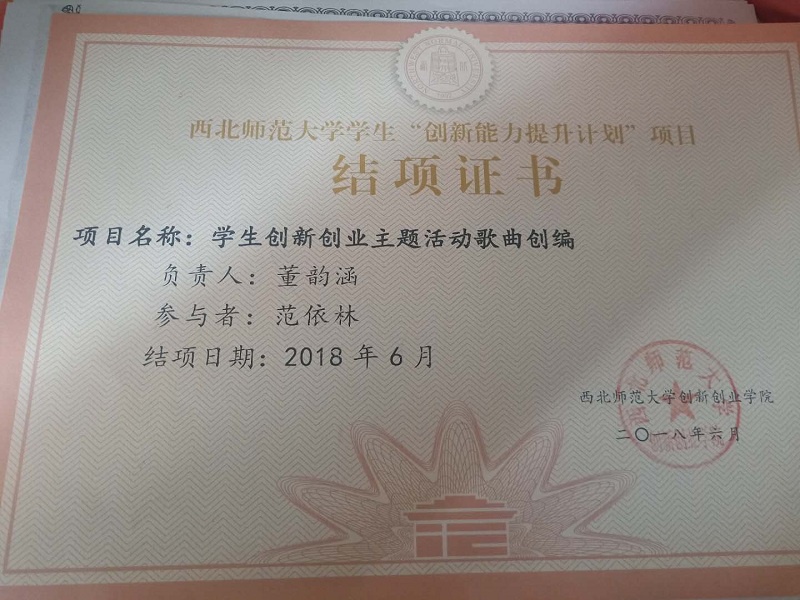 西北师范大学学生“创新能力提升计划”项目
结项证书
项目名称：学生创新创业主题活动歌曲创编
负责人：董韵涵
参与者：范依林
结项日期：2018年6月
西北师范大学创新创业学院
二〇一八年六月